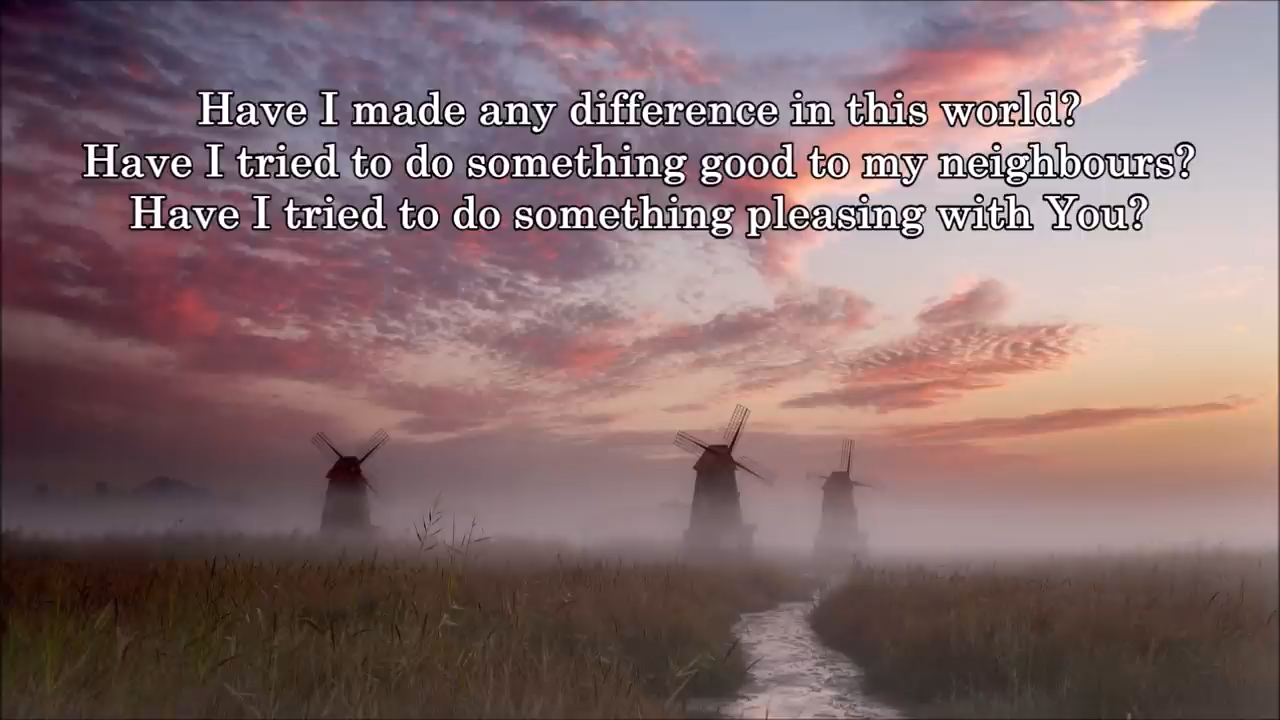 Have I made any difference in this world?
Have I tried to do something good to my neighbours?
Have I tried to do something pleasing with You?